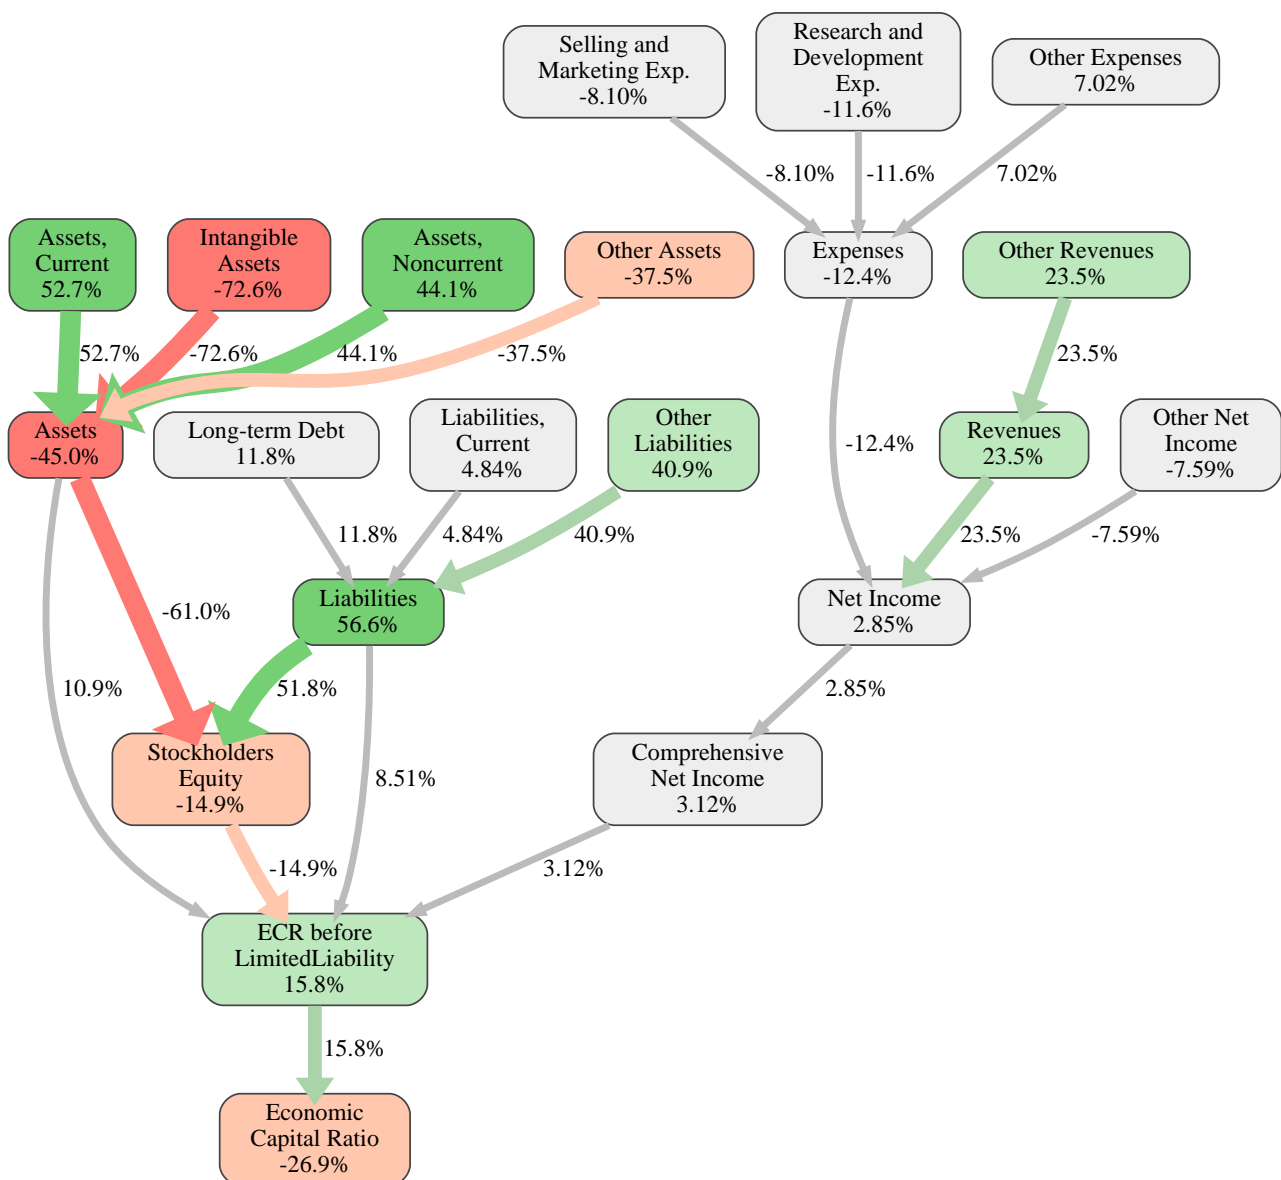 Selling and
Marketing Exp.
-8.10%
Research and
Development
Exp.
-11.6%
Other Expenses
7.02%
-8.10%
-11.6%
7.02%
Assets,
Current
52.7%
Intangible
Assets
-72.6%
Assets,
Noncurrent
44.1%
Other Assets
-37.5%
Expenses
-12.4%
Other Revenues
23.5%
52.7%
-72.6%
44.1%
-37.5%
23.5%
Assets
-45.0%
Long-term Debt
11.8%
Liabilities,
Current
4.84%
Other
Liabilities
40.9%
-12.4%
Revenues
23.5%
Other Net
Income
-7.59%
11.8%
4.84%
40.9%
23.5%
-7.59%
Liabilities
56.6%
Net Income
2.85%
-61.0%
10.9%
51.8%
2.85%
Stockholders
Equity
-14.9%
8.51%
Comprehensive
Net Income
3.12%
-14.9%
3.12%
ECR before
LimitedLiability
15.8%
15.8%
Economic
Capital Ratio
-26.9%